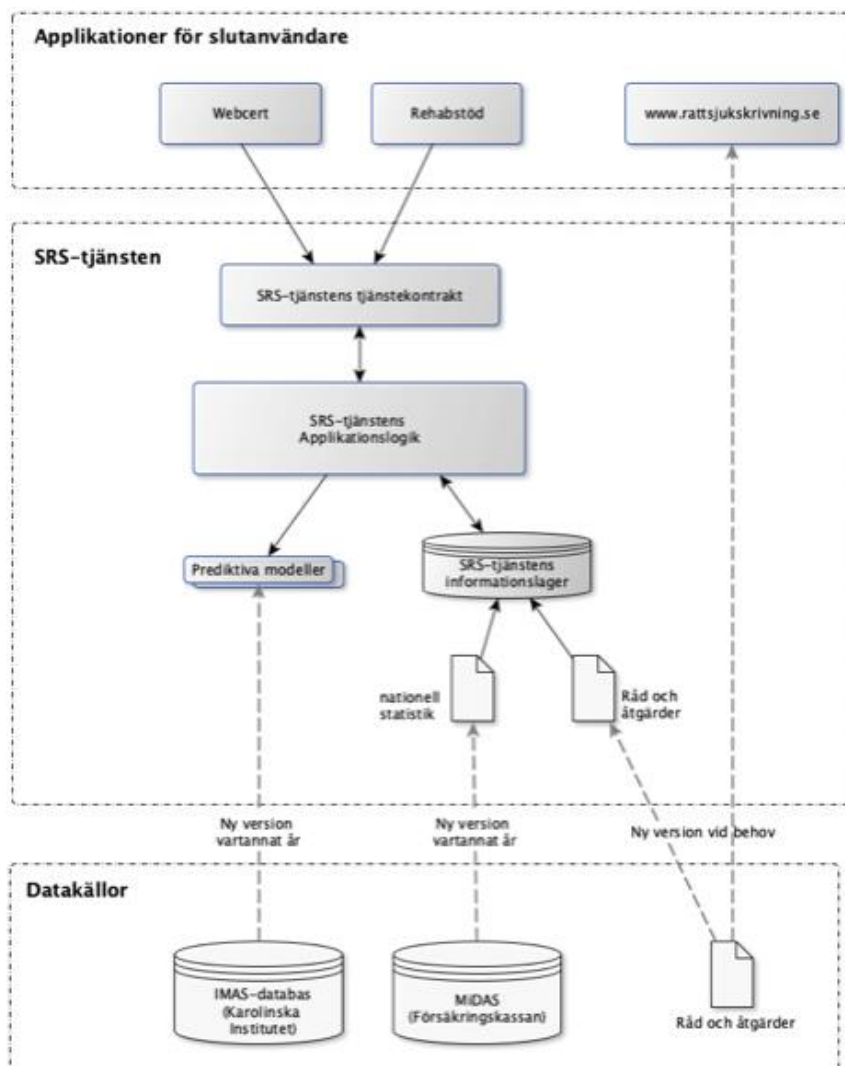 Applikationer för slutanvändare
Webcert
Rehabstöd
www.rattsjukskrivning.se
SRS-tjänsten
SRS-tjänstens tjänstekontrakt
SRS-tjänstens
Applikationslogik
Prediktiva modeller
SRS-tjänstens
informationslager
nationell
statistik
Råd och
åtgärder
Ny version
vartannat år
Ny version
vartannat år
Ny version vid behov
Datakällor
IMAS-databas
(Karolinska
Institutet)
MiDAS
(Försäkringskassan)
Råd och åtgärder